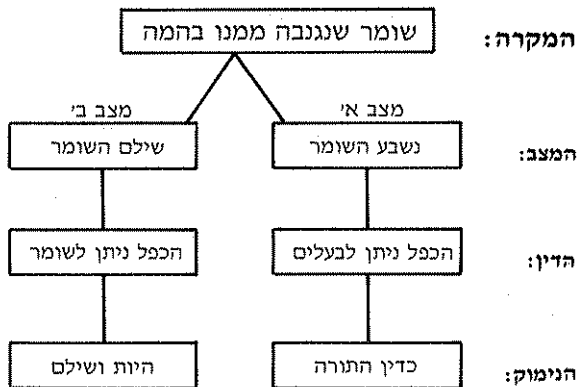 המקרה: שומר שנגנבה ממנו בהמה
מצב א' מצב ב'
המצב: נשבע השומר שילם השומר
הדין: הכפל ניתן לבעלים הכפל ניתן לשומר
הנימוק: כדין התורה היות ושילם